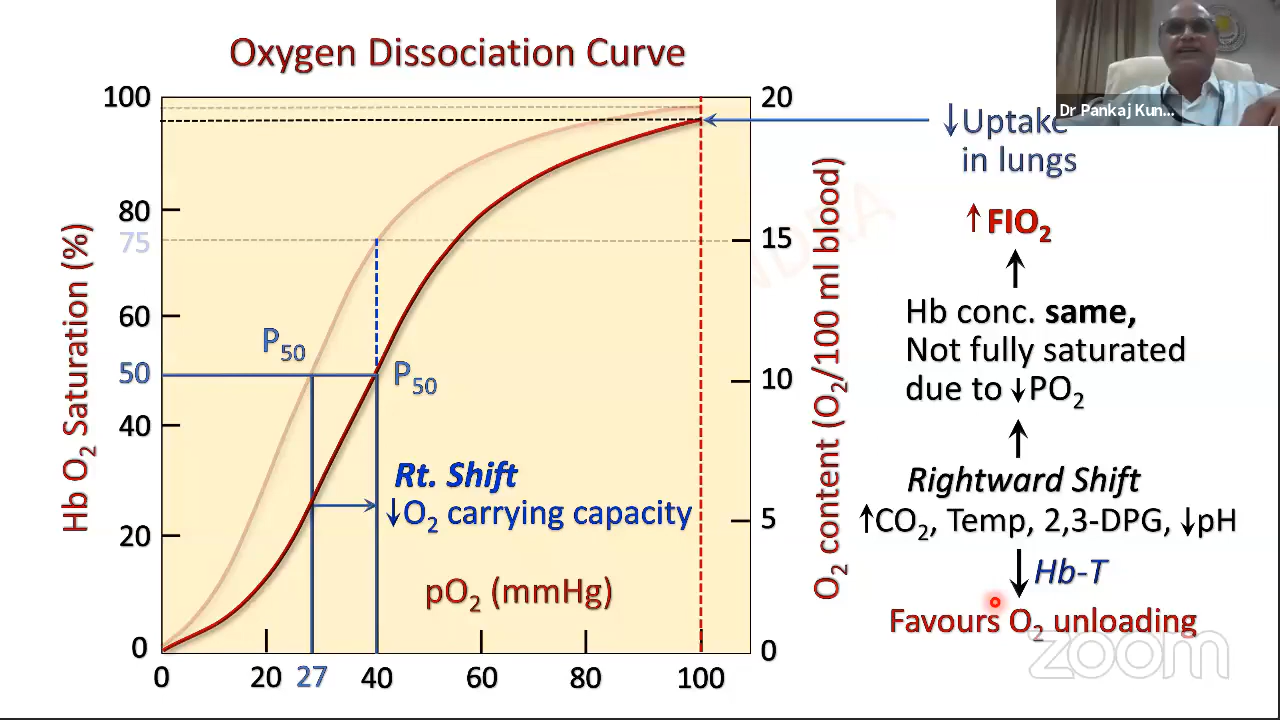 Oxygen Dissociation Curve
Dr Pankaj Kun...
100
80
75
60
50
40
20
0
Hb O₂ Saturation (%)
P₅₀
P₅₀
Rt. Shift
↓O₂ carrying capacity
pO₂ (mmHg)
0 20 27 40 60 80 100
20
15
10
5
0
O₂ content (O₂/100 ml blood)
↓Uptake
in lungs
↑FIO₂
Hb conc. same,
Not fully saturated
due to ↓PO₂
Rightward Shift
↑CO₂, Temp, 2,3-DPG, ↓pH
Hb-T
Favours O₂ unloading
zoom